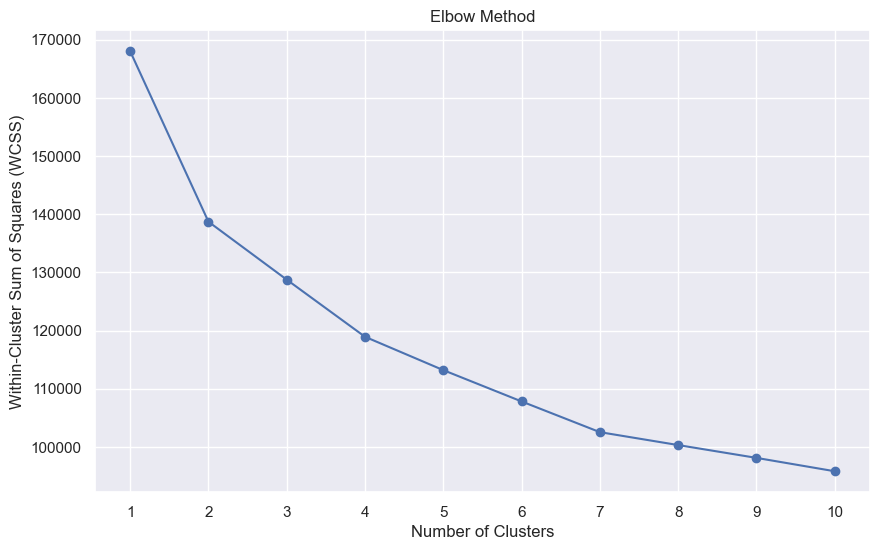 Elbow Method
Within-Cluster Sum of Squares (WCSS)
170000
160000
150000
140000
130000
120000
110000
100000
1 2 3 4 5 6 7 8 9 10
Number of Clusters